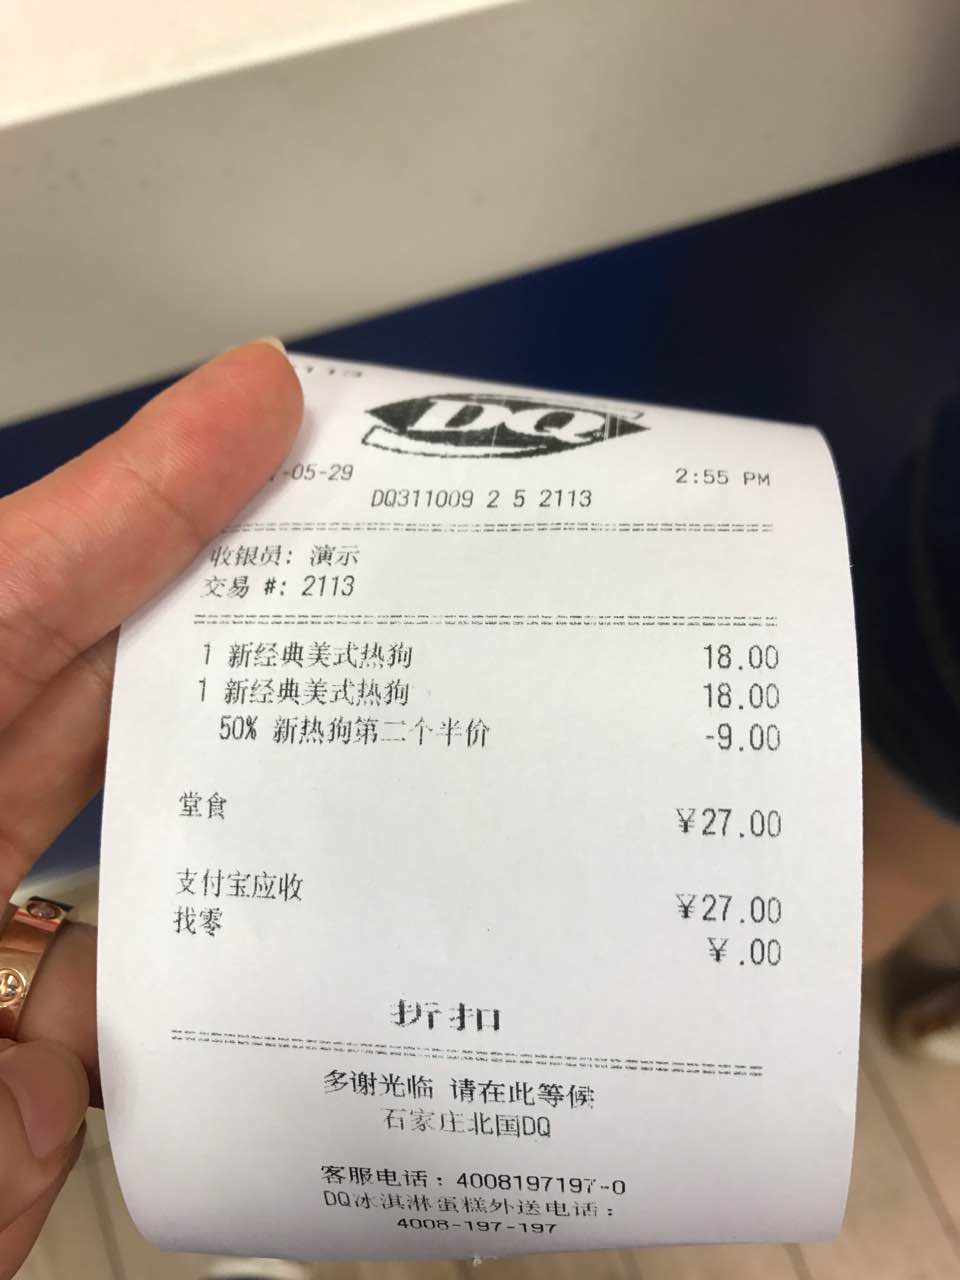 113
DQ
-05-29 2:55 PM
DQ311009 2 5 2113
收银员: 演示
交易 #: 2113
1 新经典美式热狗 18.00
1 新经典美式热狗 18.00
50% 新热狗第二个半价 -9.00
堂食 ¥27.00
支付宝应收 ¥27.00
找零 ¥.00
折扣
多谢光临 请在此等候
石家庄北国DQ
客服电话: 4008197197-0
DQ冰淇淋蛋糕外送电话:
4008-197-197